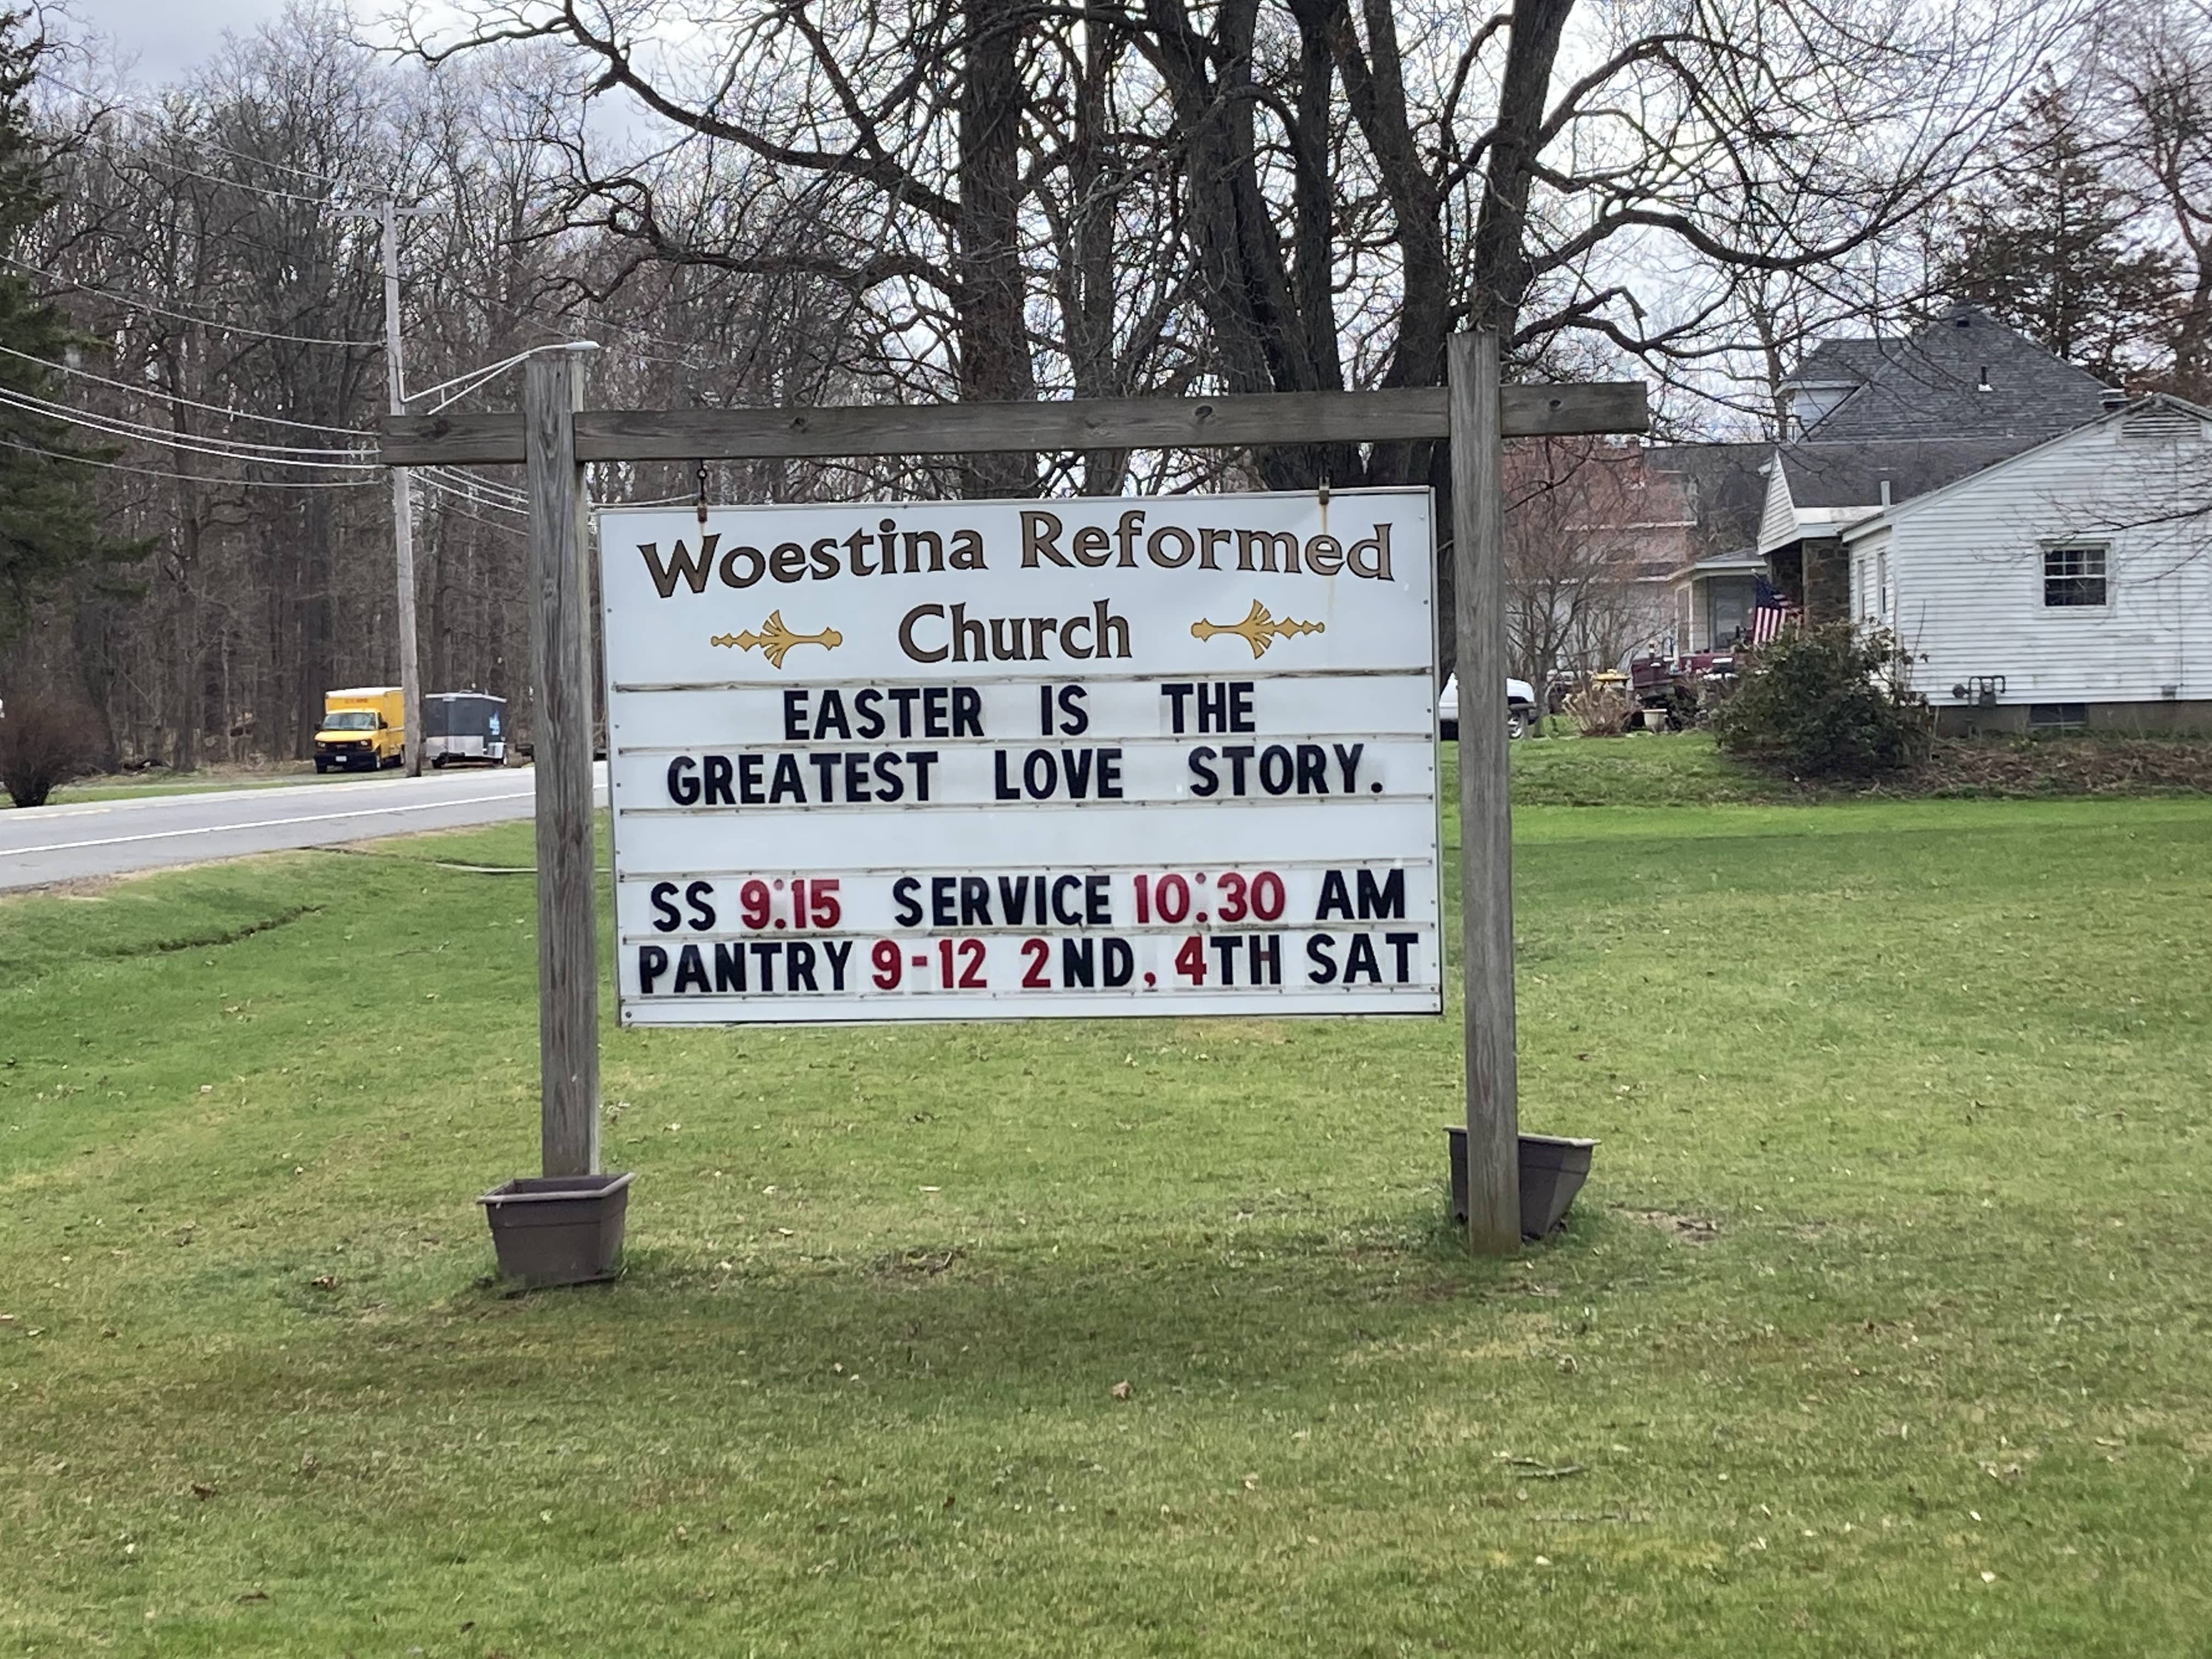 Woestina Reformed
Church
EASTER IS THE
GREATEST LOVE STORY.
SS 9:15 SERVICE 10:30 AM
PANTRY 9-12 2ND, 4TH SAT